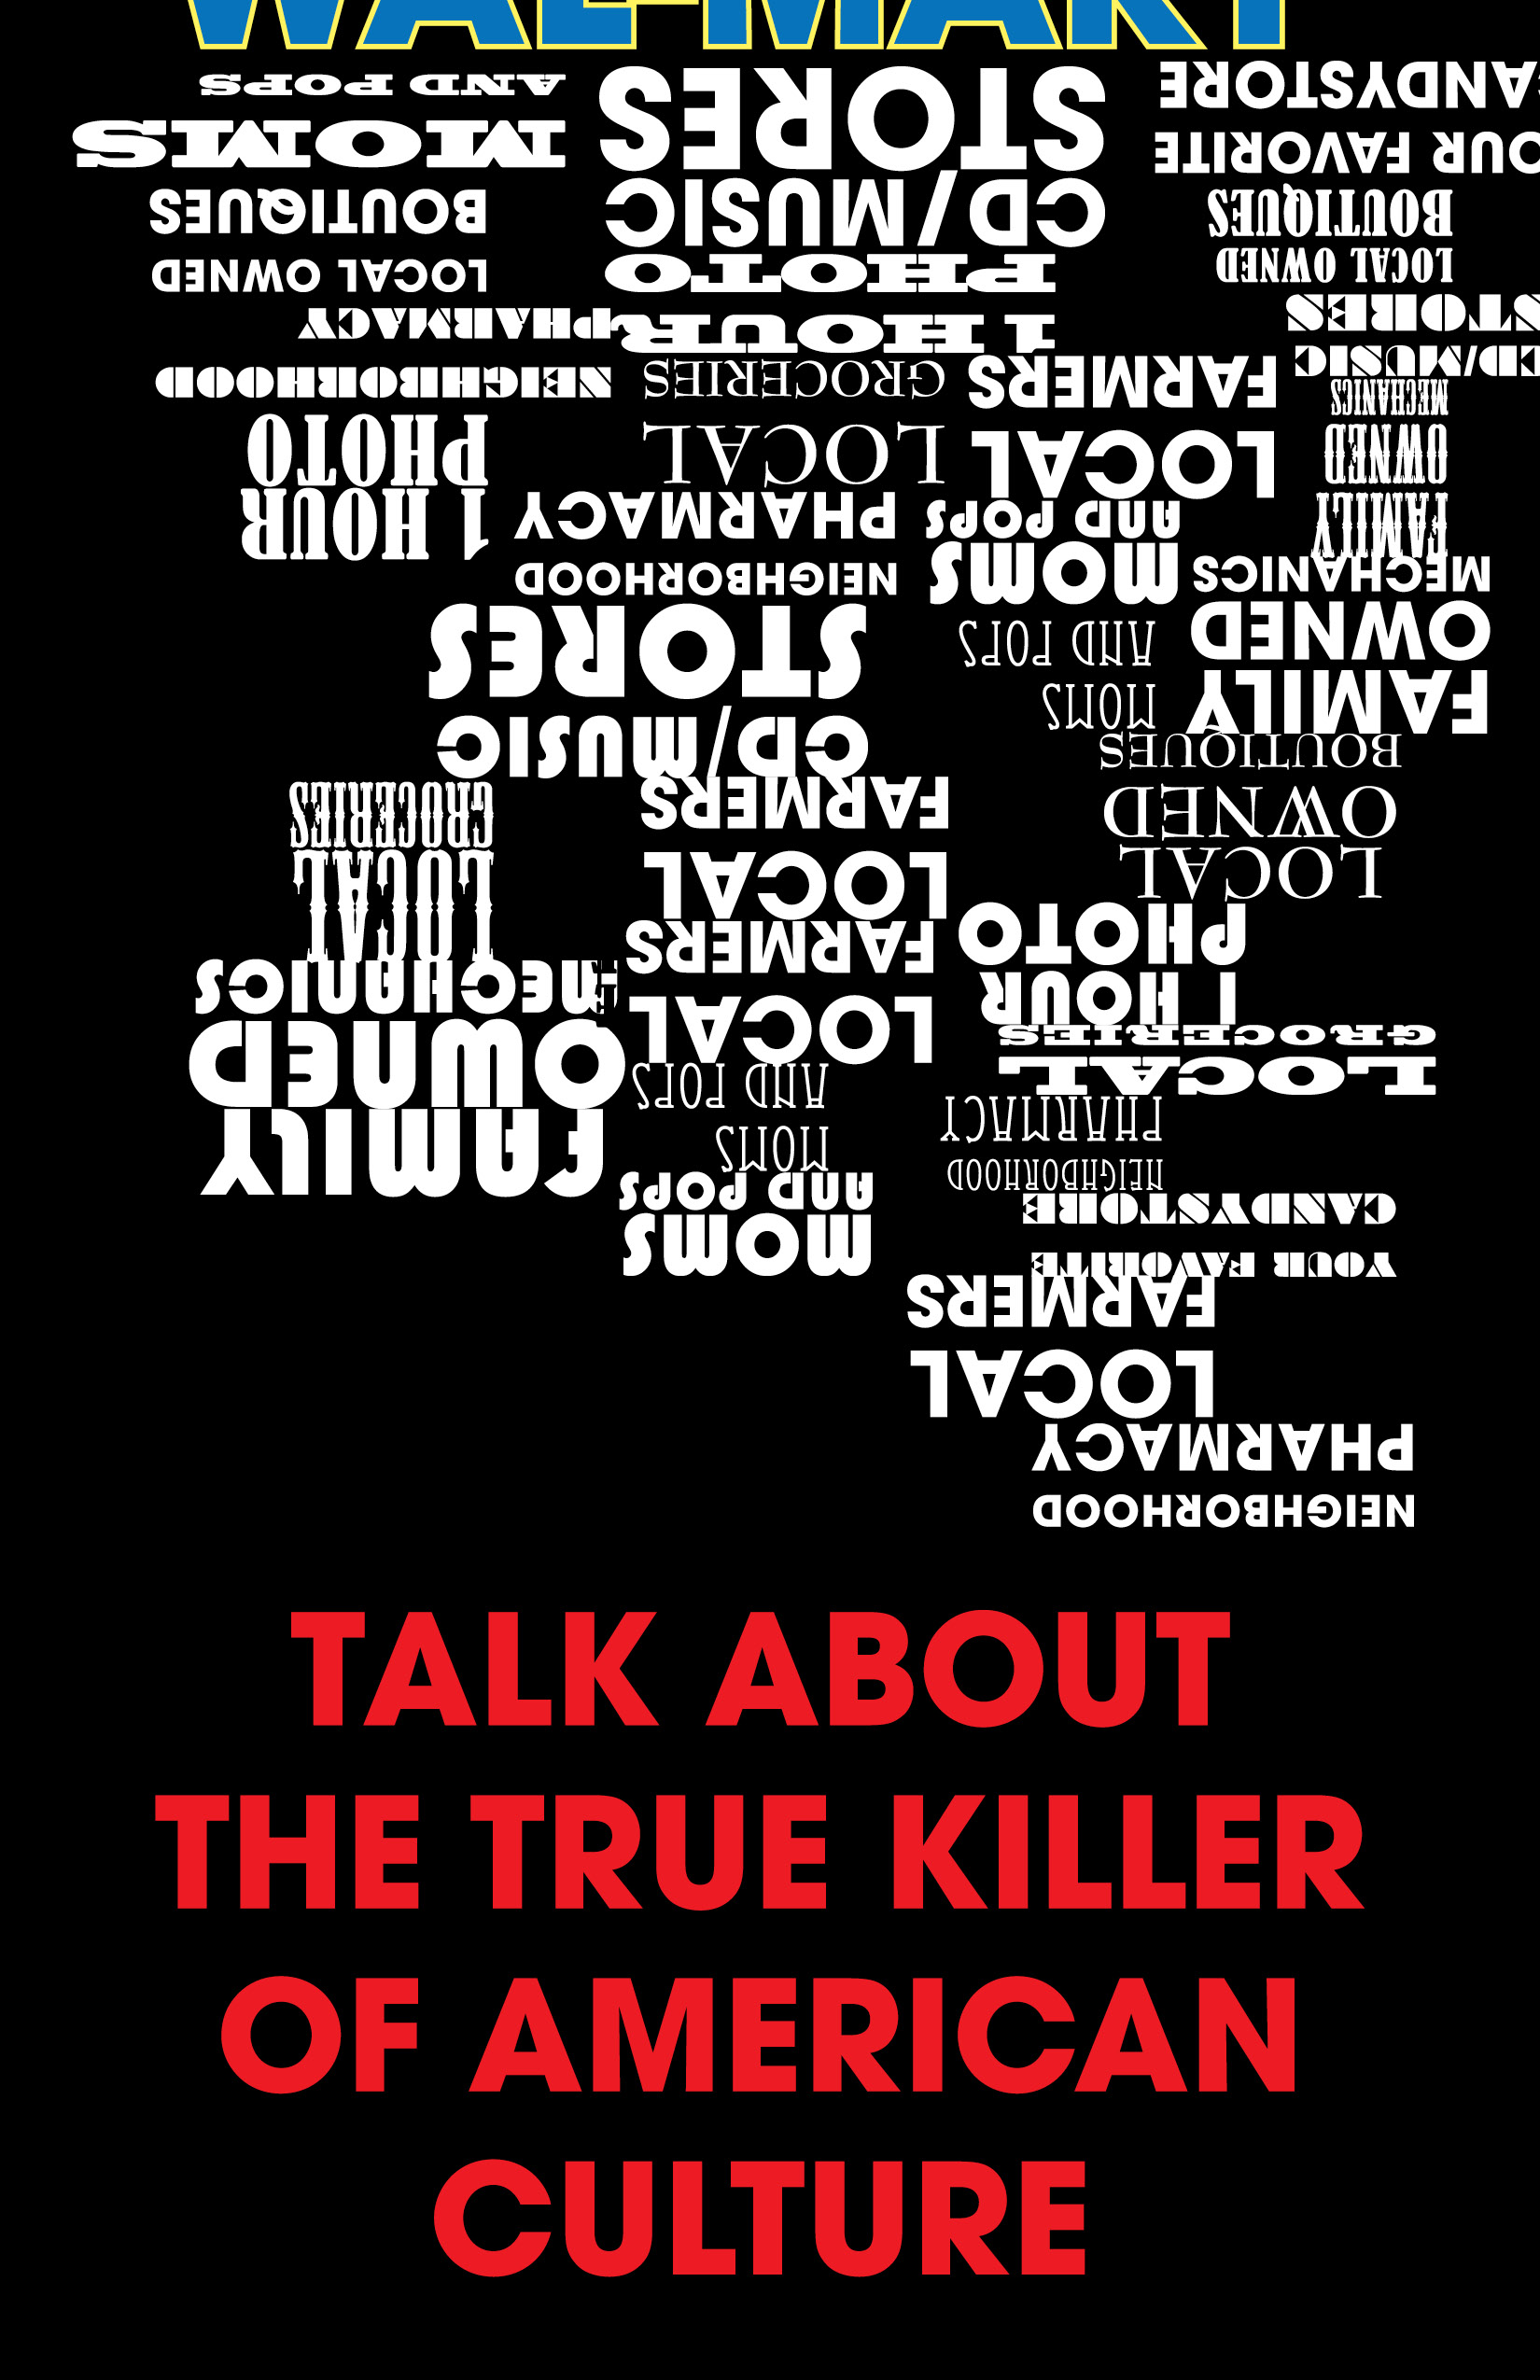 WAL-MART
MOMS
AND POPS
CD/MUSIC
STORES
OUR FAVORITE
ANDYSTORE
LOCAL OWNED
BOUTIQUES
1 HOUR
PHOTO
LOCAL OWNED
BOUTIQUES
NEIGHBORHOOD
PHARMACY
LOCAL
GROCERIES
LOCAL
FARMERS
CD/MUSIC
STORES
1 HOUR
PHOTO
NEIGHBORHOOD
PHARMACY
MOMS
AND POPS
FAMILY
OWNED
MECHANICS
CD/MUSIC
STORES
MOMS
AND POPS
FAMILY
OWNED
MECHANICS
LOCAL
GROCERIES
LOCAL
FARMERS
LOCAL
OWNED
BOUTIQUES
FAMILY
OWNED
MECHANICS
LOCAL
FARMERS
1 HOUR
PHOTO
MOMS
AND POPS
LOCAL
GROCERIES
MOMS
AND POPS
NEIGHBORHOOD
PHARMACY
YOUR FAVORITE
CANDYSTORE
LOCAL
FARMERS
NEIGHBORHOOD
PHARMACY
TALK ABOUT
THE TRUE KILLER
OF AMERICAN
CULTURE